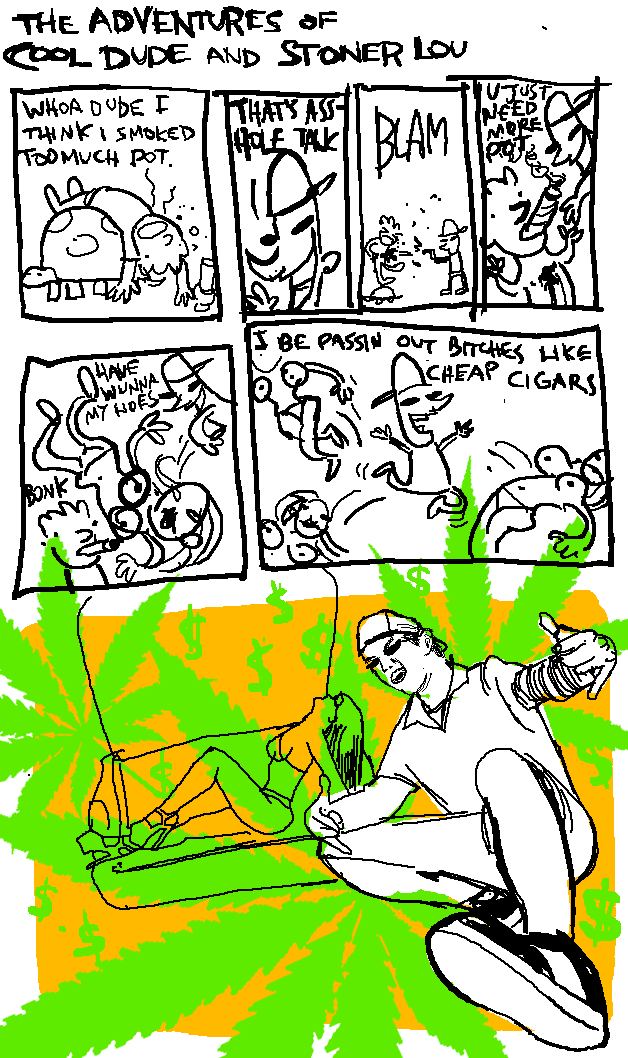 THE ADVENTURES OF
COOL DUDE AND STONER LOU
WHOA DUDE I
THINK I SMOKED
TOO MUCH POT.
THAT'S ASS-
HOLE TALK
BLAM
U JUST
NEED
MORE
POT
HAVE
WUNNA
MY HOES
BONK
I BE PASSIN OUT BITCHES LIKE
CHEAP CIGARS
$
$
$
$
$
$
$
$
$
$